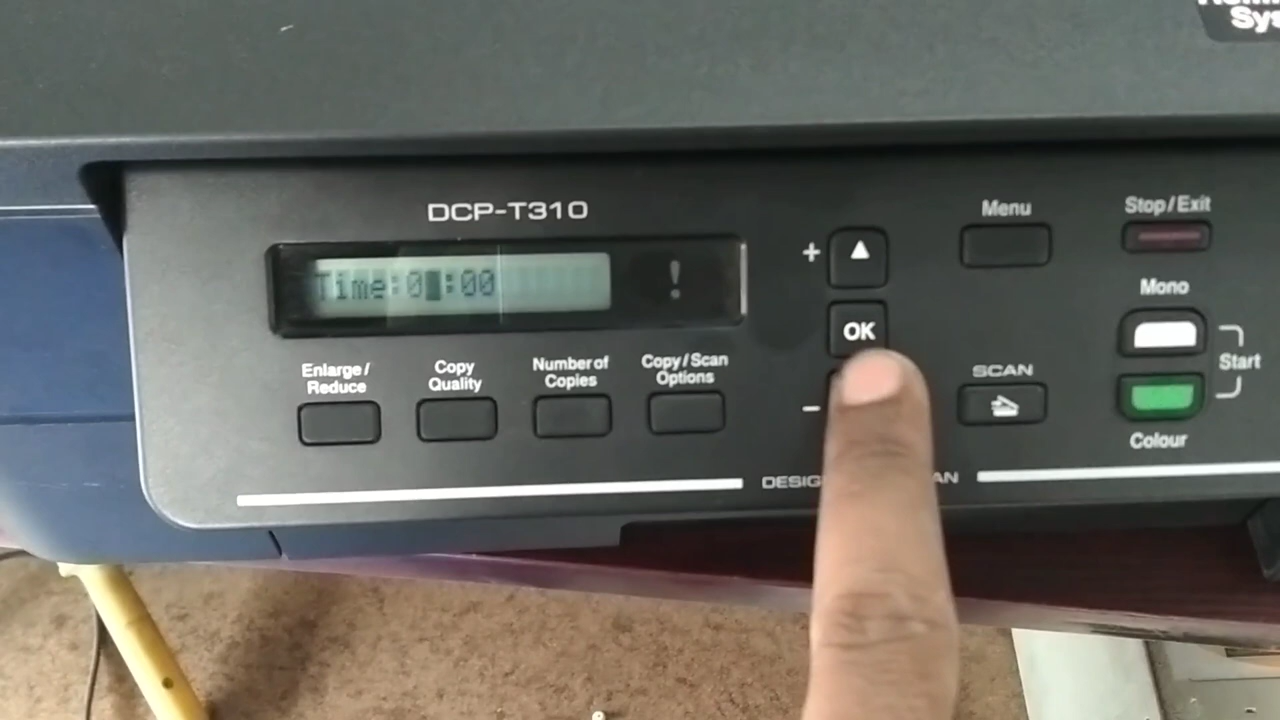 Sys
DCP-T310
Time:0 :00
!
Enlarge/
Reduce
Copy
Quality
Number of
Copies
Copy/Scan
Options
+
OK
−
Menu
SCAN
Stop/Exit
Mono
Start
Colour